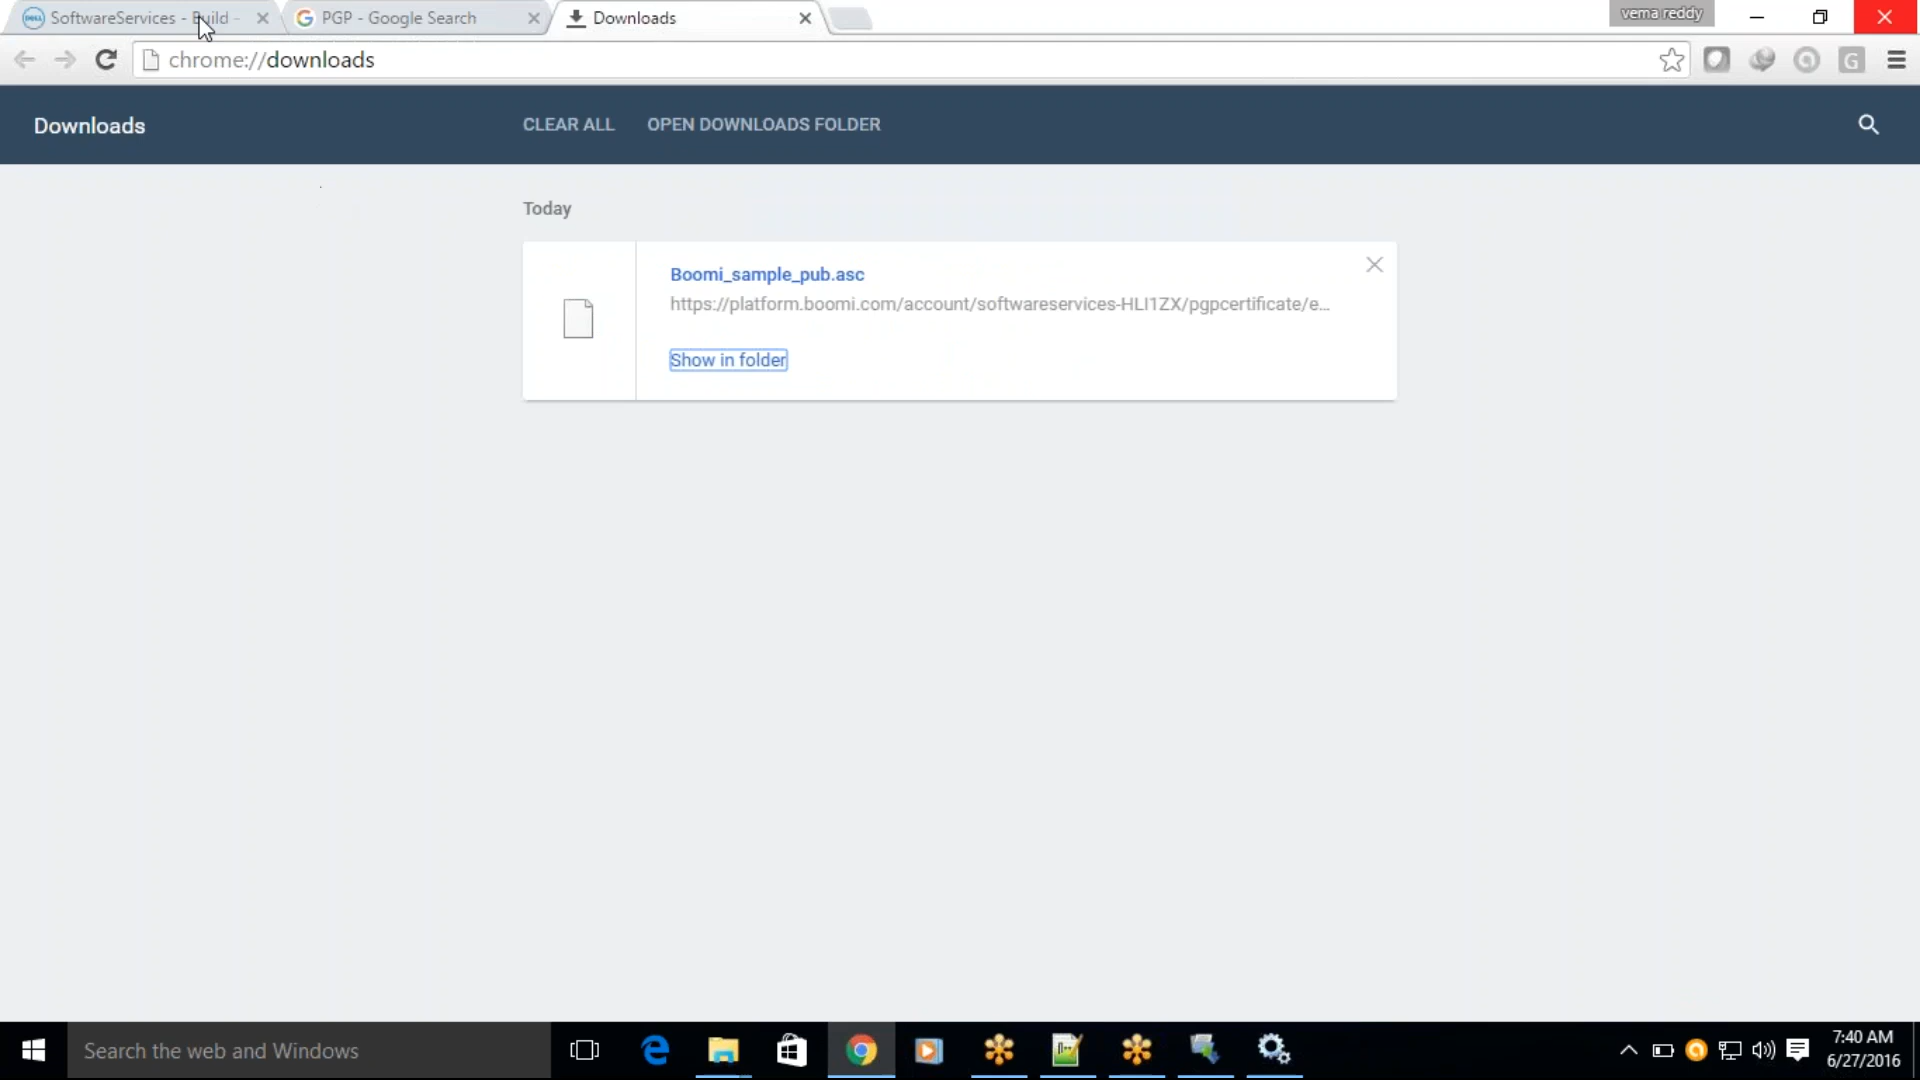 SoftwareServices - Build -
PGP - Google Search
Downloads
vema reddy
chrome://downloads
Downloads
CLEAR ALL
OPEN DOWNLOADS FOLDER
Today
Boomi_sample_pub.asc
https://platform.boomi.com/account/softwareservices-HLI1ZX/pgpcertificate/e...
Show in folder
Search the web and Windows
7:40 AM
6/27/2016